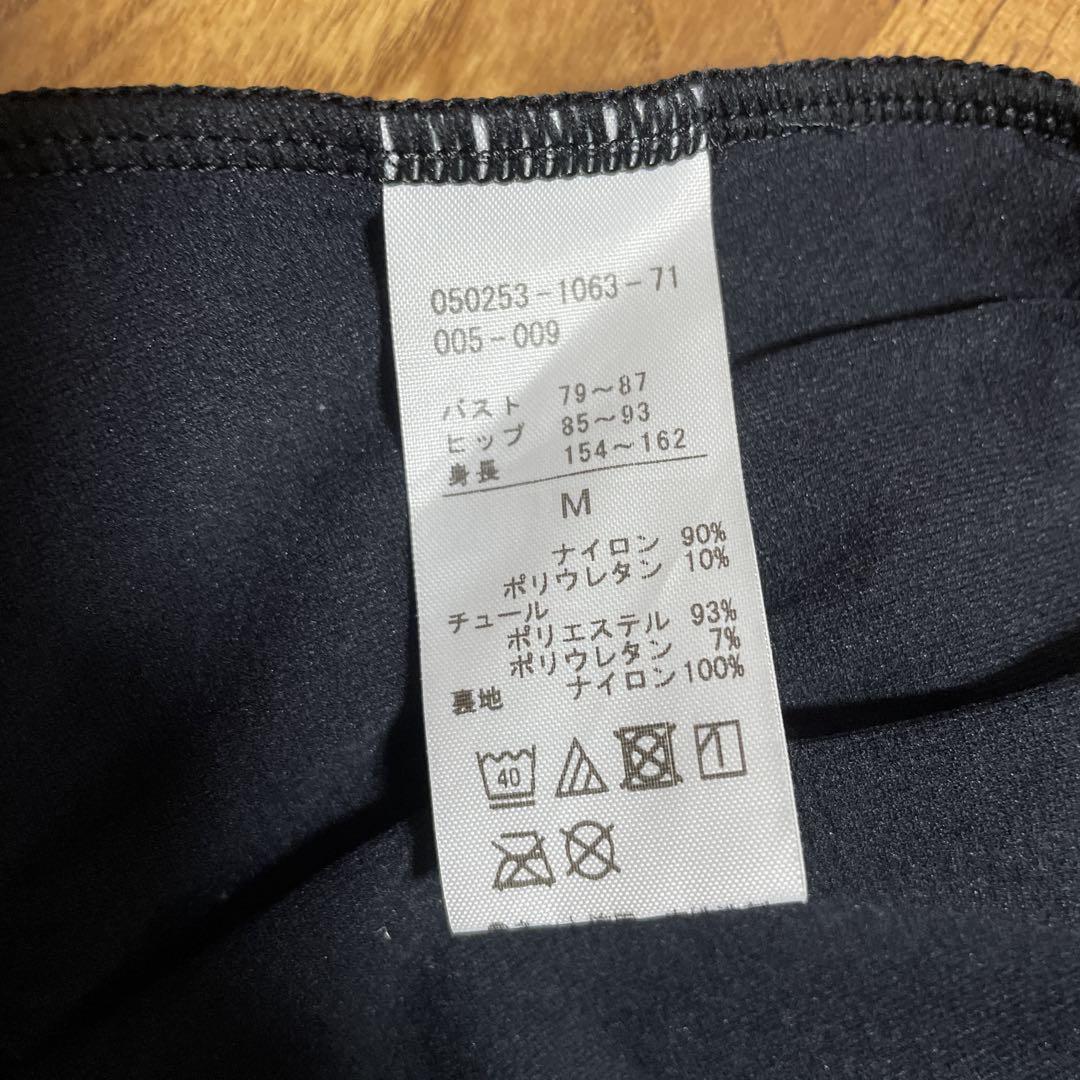 050253-1063-71
005-009
バスト 79～87
ヒップ 85～93
身長 154～162
M
ナイロン 90%
ポリウレタン 10%
チュール
ポリエステル 93%
ポリウレタン 7%
裏地 ナイロン100%
40